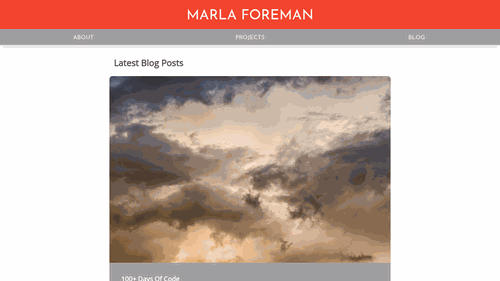 MARLA FOREMAN
ABOUT PROJECTS BLOG
Latest Blog Posts
100+ Days Of Code